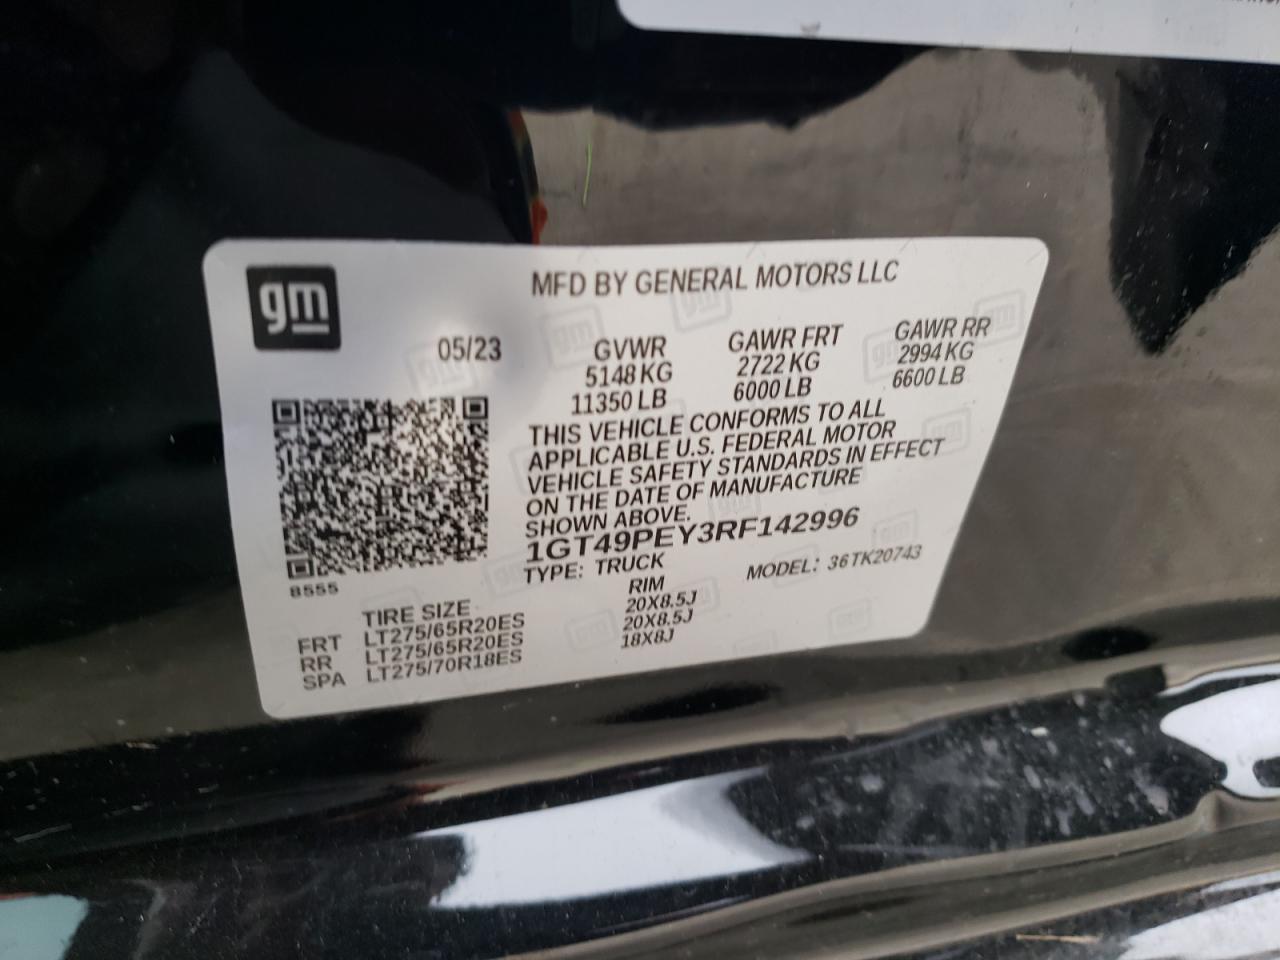 gm
MFD BY GENERAL MOTORS LLC
05/23
GVWR
5148 KG
11350 LB
GAWR FRT
2722 KG
6000 LB
GAWR RR
2994 KG
6600 LB
THIS VEHICLE CONFORMS TO ALL
APPLICABLE U.S. FEDERAL MOTOR
VEHICLE SAFETY STANDARDS IN EFFECT
ON THE DATE OF MANUFACTURE
SHOWN ABOVE.
1GT49PEY3RF142996
TYPE: TRUCK
MODEL: 36TK20743
8555
TIRE SIZE
RIM
FRT LT275/65R20ES 20X8.5J
RR LT275/65R20ES 20X8.5J
SPA LT275/70R18ES 18X8J